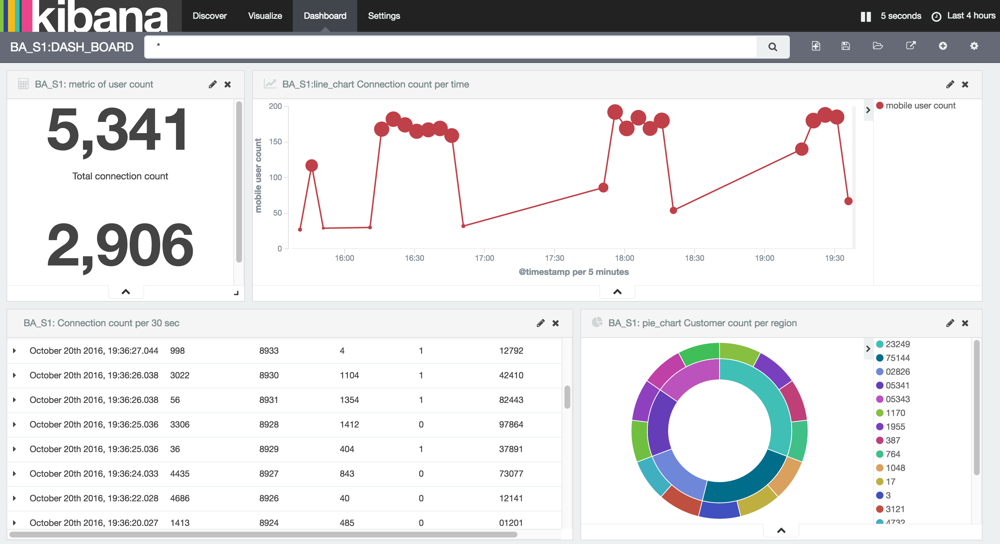 kibana
Discover Visualize Dashboard Settings 5 seconds Last 4 hours
BA_S1:DASH_BOARD *
BA_S1: metric of user count
5,341
Total connection count
2,906
BA_S1:line_chart Connection count per time
mobile user count
200
150
100
50
0
mobile user count
16:00 16:30 17:00 17:30 18:00 18:30 19:00 19:30
@timestamp per 5 minutes
BA_S1: Connection count per 30 sec
October 20th 2016, 19:36:27.044 998 8933 4 1 12792
October 20th 2016, 19:36:26.038 3022 8930 1104 1 42410
October 20th 2016, 19:36:26.038 56 8931 1354 1 82443
October 20th 2016, 19:36:25.036 3306 8928 1412 0 97864
October 20th 2016, 19:36:25.036 36 8929 404 1 37891
October 20th 2016, 19:36:24.033 4435 8927 843 0 73077
October 20th 2016, 19:36:22.028 4686 8926 40 0 12141
October 20th 2016, 19:36:20.027 1413 8924 485 0 01201
BA_S1: pie_chart Customer count per region
23249
75144
02826
05341
05343
1170
1955
387
764
1048
17
3
3121
4732